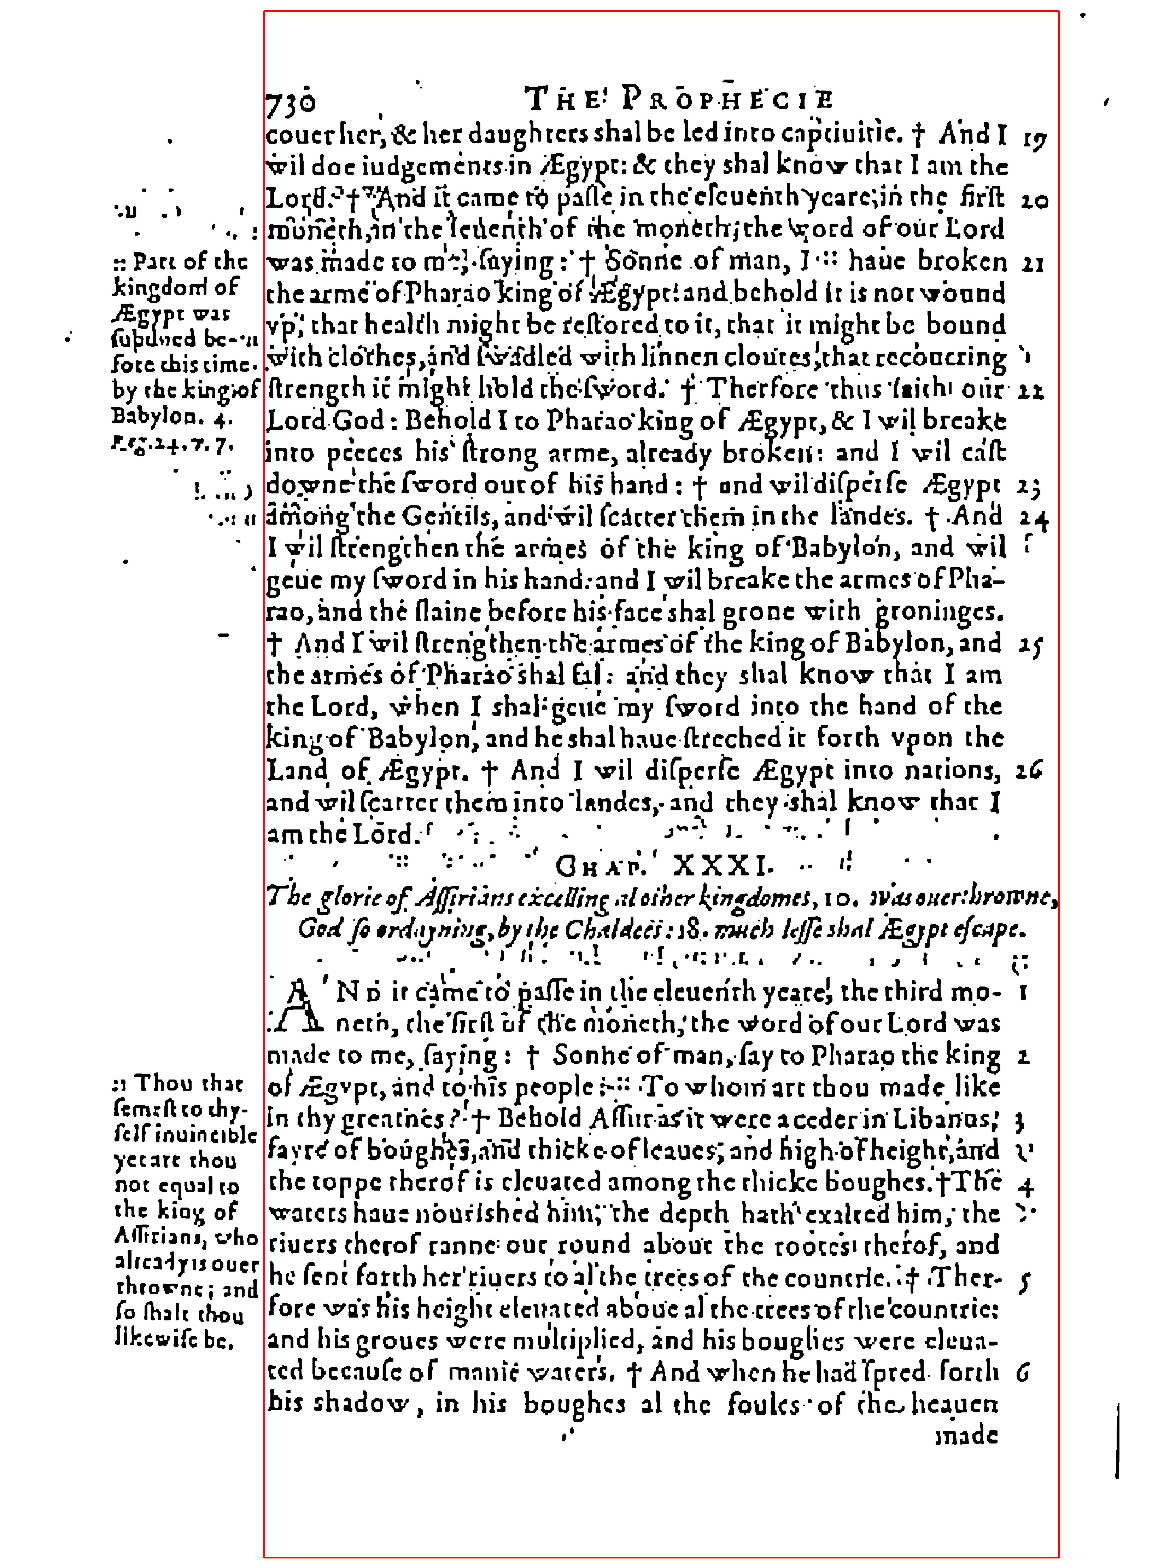 730 THE PROPHECIE
couer her, & her daughters shal be led into captiuitie. † And I 19
wil doe iudgements in Ægypt: & they shal know that I am the
Lord. † And it came to passe in the eleuenth yeare, in the first 20
moneth, in the seuenth of the moneth, the word of our Lord
was made to me, saying: † Sonne of man, I :: haue broken 21
the arme of Pharao king of Ægypt: and behold it is not wound
vp, that health might be restored to it, that it might be bound
with clothes, and swadled with linnen cloutes, that recouering
strength it might hold the sword. † Therfore thus saith our 22
Lord God: Behold I to Pharao king of Ægypt, & I wil breake
into peeces his strong arme, already broken: and I wil cast
downe the sword out of his hand: † and wil disperse Ægypt 23
among the Gentils, and wil scatter them in the landes. † And 24
I wil strengthen the armes of the king of Babylon, and wil
geue my sword in his hand: and I wil breake the armes of Pha-
rao, and the slaine before his face shal grone with groninges.
† And I wil strengthen the armes of the king of Babylon, and 25
the armes of Pharao shal fal: and they shal know that I am
the Lord, when I shal geue my sword into the hand of the
king of Babylon, and he shal haue streched it forth vpon the
Land of Ægypt. † And I wil disperse Ægypt into nations, 26
and wil scatter them into landes, and they shal know that I
am the Lord.
:: Part of the
kingdom of
Ægypt was
subdued be-
fore this time
by the king of
Babylon. 4.
Reg. 24. v. 7.
CHAP. XXXI.
The glorie of Assirians excelling al other kingdomes, 10. was ouerthrowne,
God so ordayning, by the Chaldees: 18. much lesse shal Ægypt escape.
AND it came to passe in the eleuenth yeare, the third mo- 1
neth, the first of the moneth, the word of our Lord was
made to me, saying: † Sonne of man, say to Pharao the king 2
of Ægypt, and to his people: :: To whom art thou made like
in thy greatnes? † Behold Assur as it were a ceder in Libanus, 3
fayre of boughes, and thicke of leaues, and high of height, and
the toppe therof is eleuated among the thicke boughes. † The 4
waters haue nourished him, the depth hath exalted him, the
riuers therof ranne out round about the rootes therof, and
he sent forth her riuers to al the trees of the countrie. † Ther- 5
fore was his height eleuated aboue al the trees of the countrie:
and his groues were multiplied, and his boughes were eleua-
ted because of manie waters. † And when he had spred forth 6
his shadow, in his boughes al the foules of the heauen
made
:: Thou that
semest to thy-
self inuincible
yet art thou
not equal to
the king of
Assirians, who
already is ouer
throwne; and
so shalt thou
likewise be.